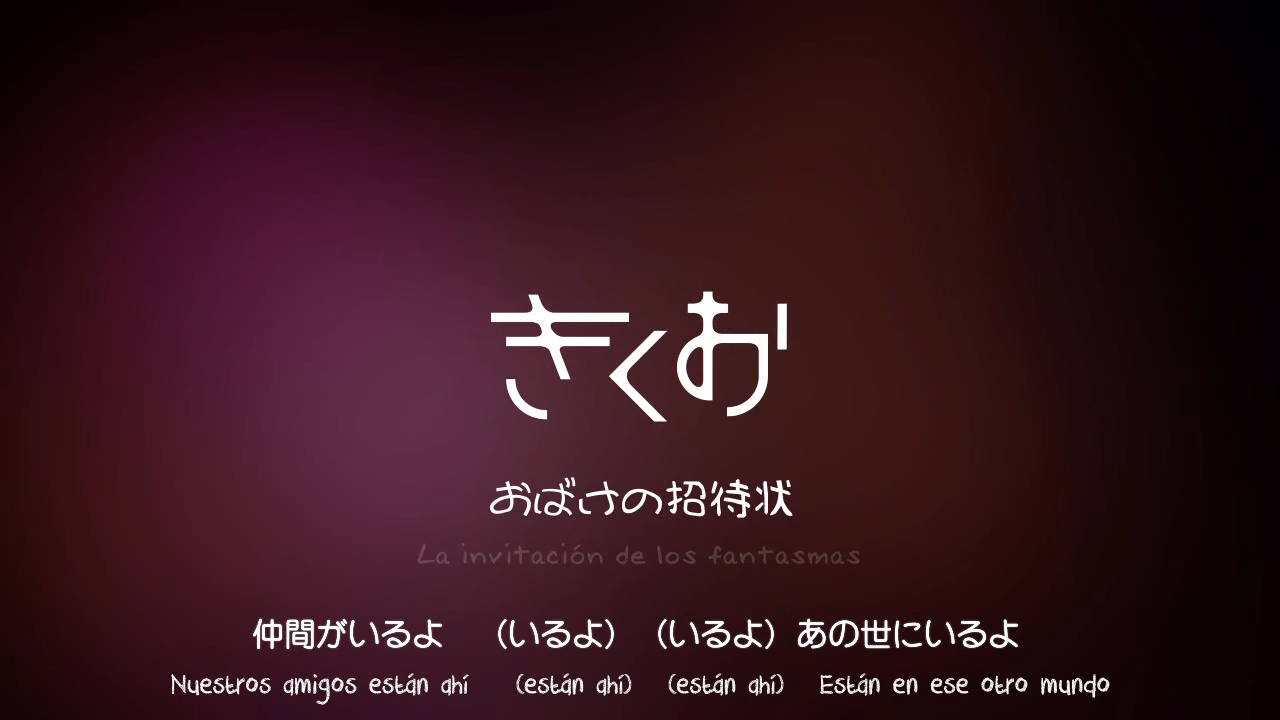 きくお
おばけの招待状
La invitación de los fantasmas
仲間がいるよ　（いるよ）　（いるよ）あの世にいるよ
Nuestros amigos están ahí　(están ahí)　(están ahí)　Están en ese otro mundo